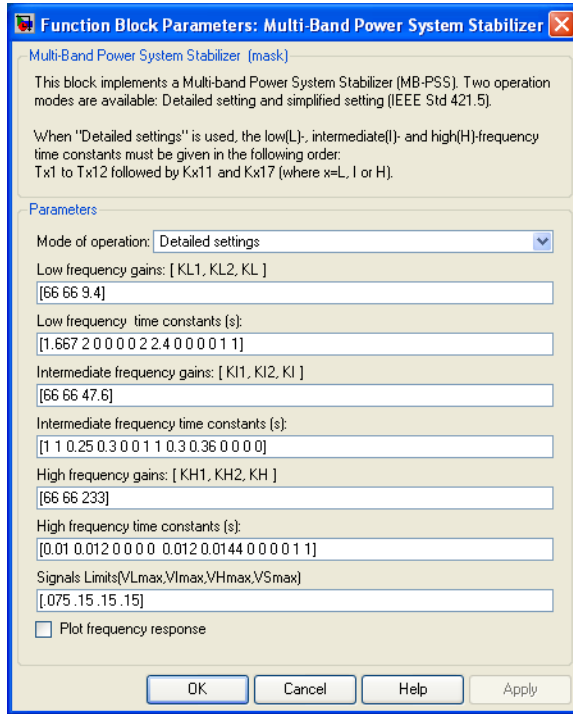 Function Block Parameters: Multi-Band Power System Stabilizer
Multi-Band Power System Stabilizer (mask)
This block implements a Multi-band Power System Stabilizer (MB-PSS). Two operation
modes are available: Detailed setting and simplified setting (IEEE Std 421.5).
When "Detailed settings" is used, the low(L)-, intermediate(I)- and high(H)-frequency
time constants must be given in the following order:
Tx1 to Tx12 followed by Kx11 and Kx17 (where x=L, I or H).
Parameters
Mode of operation: Detailed settings
Low frequency gains: [ KL1, KL2, KL ]
[66 66 9.4]
Low frequency time constants (s):
[1.667 2 0 0 0 0 2 2.4 0 0 0 0 1 1]
Intermediate frequency gains: [ KI1, KI2, KI ]
[66 66 47.6]
Intermediate frequency time constants (s):
[1 1 0.25 0.3 0 0 1 1 0.3 0.36 0 0 0 0]
High frequency gains: [ KH1, KH2, KH ]
[66 66 233]
High frequency time constants (s):
[0.01 0.012 0 0 0 0 0.012 0.0144 0 0 0 0 1 1]
Signals Limits(VLmax,VImax,VHmax,VSmax)
[.075 .15 .15 .15]
Plot frequency response
OK Cancel Help Apply